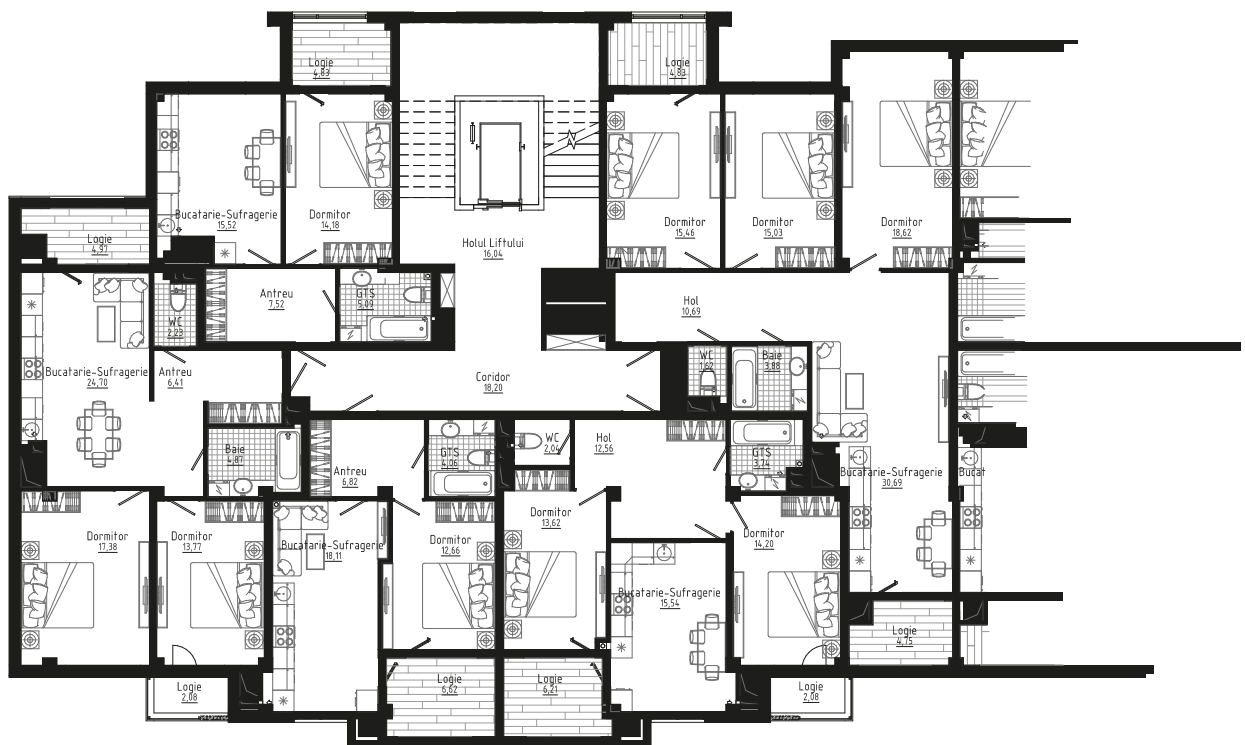 Logie
4,83
Logie
4,83
Bucatarie-Sufragerie
15,52
Dormitor
14,18
Dormitor
15,46
Dormitor
15,03
Dormitor
18,62
Logie
4,97
Holul Liftului
16,04
Antreu
7,52
GTS
5,09
Hol
10,69
WC
2,23
Bucatarie-Sufragerie
24,70
Antreu
6,41
Coridor
18,20
WC
1,62
Baie
3,88
Baie
4,87
Antreu
6,82
GTS
4,06
WC
2,04
Hol
12,56
GTS
3,74
Bucatarie-Sufragerie
30,69
Bucat
Dormitor
17,38
Dormitor
13,77
Bucatarie-Sufragerie
18,11
Dormitor
12,66
Dormitor
13,62
Dormitor
14,20
Bucatarie-Sufragerie
15,54
Logie
4,75
Logie
2,08
Logie
6,62
Logie
6,21
Logie
2,08